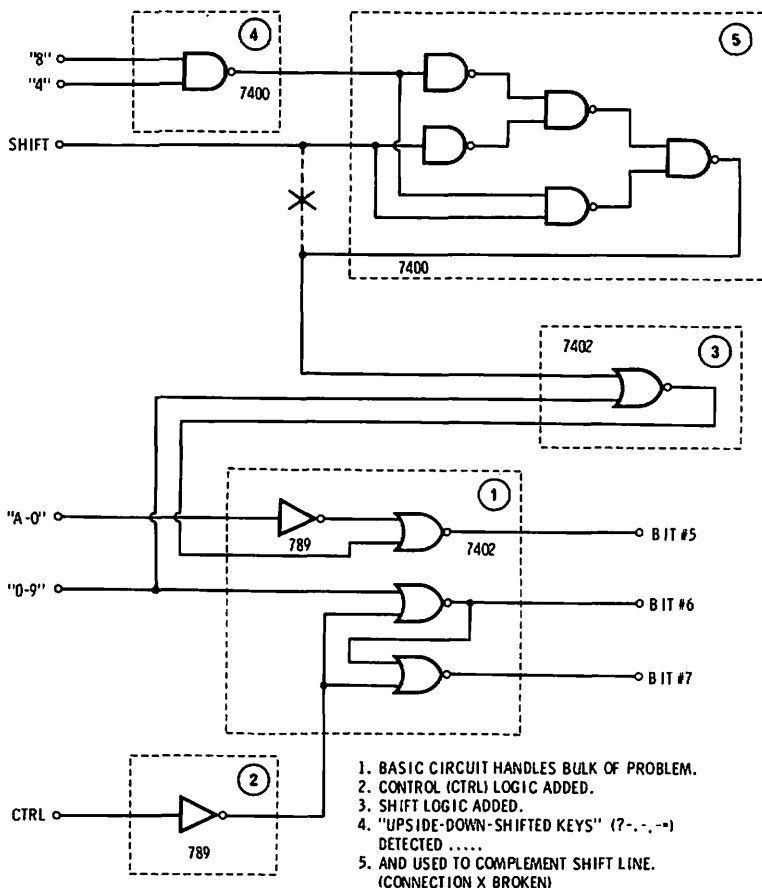 4
5
"8"
"4"
7400
SHIFT
7400
7402
3
1
"A-O"
789
7402
BIT #5
"0-9"
BIT #6
BIT #7
2
CTRL
789
1. BASIC CIRCUIT HANDLES BULK OF PROBLEM.
2. CONTROL (CTRL) LOGIC ADDED.
3. SHIFT LOGIC ADDED.
4. "UPSIDE-DOWN-SHIFTED KEYS"
DETECTED .....
5. AND USED TO COMPLEMENT SHIFT LINE.
(CONNECTION X BROKEN)